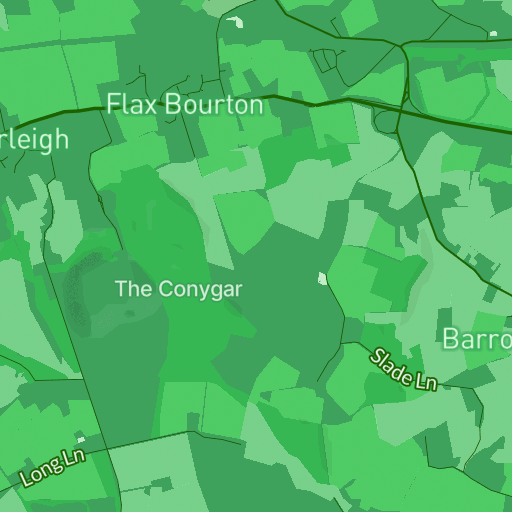 Flax Bourton
rleigh
The Conygar
Barro
Slade Ln
Long Ln